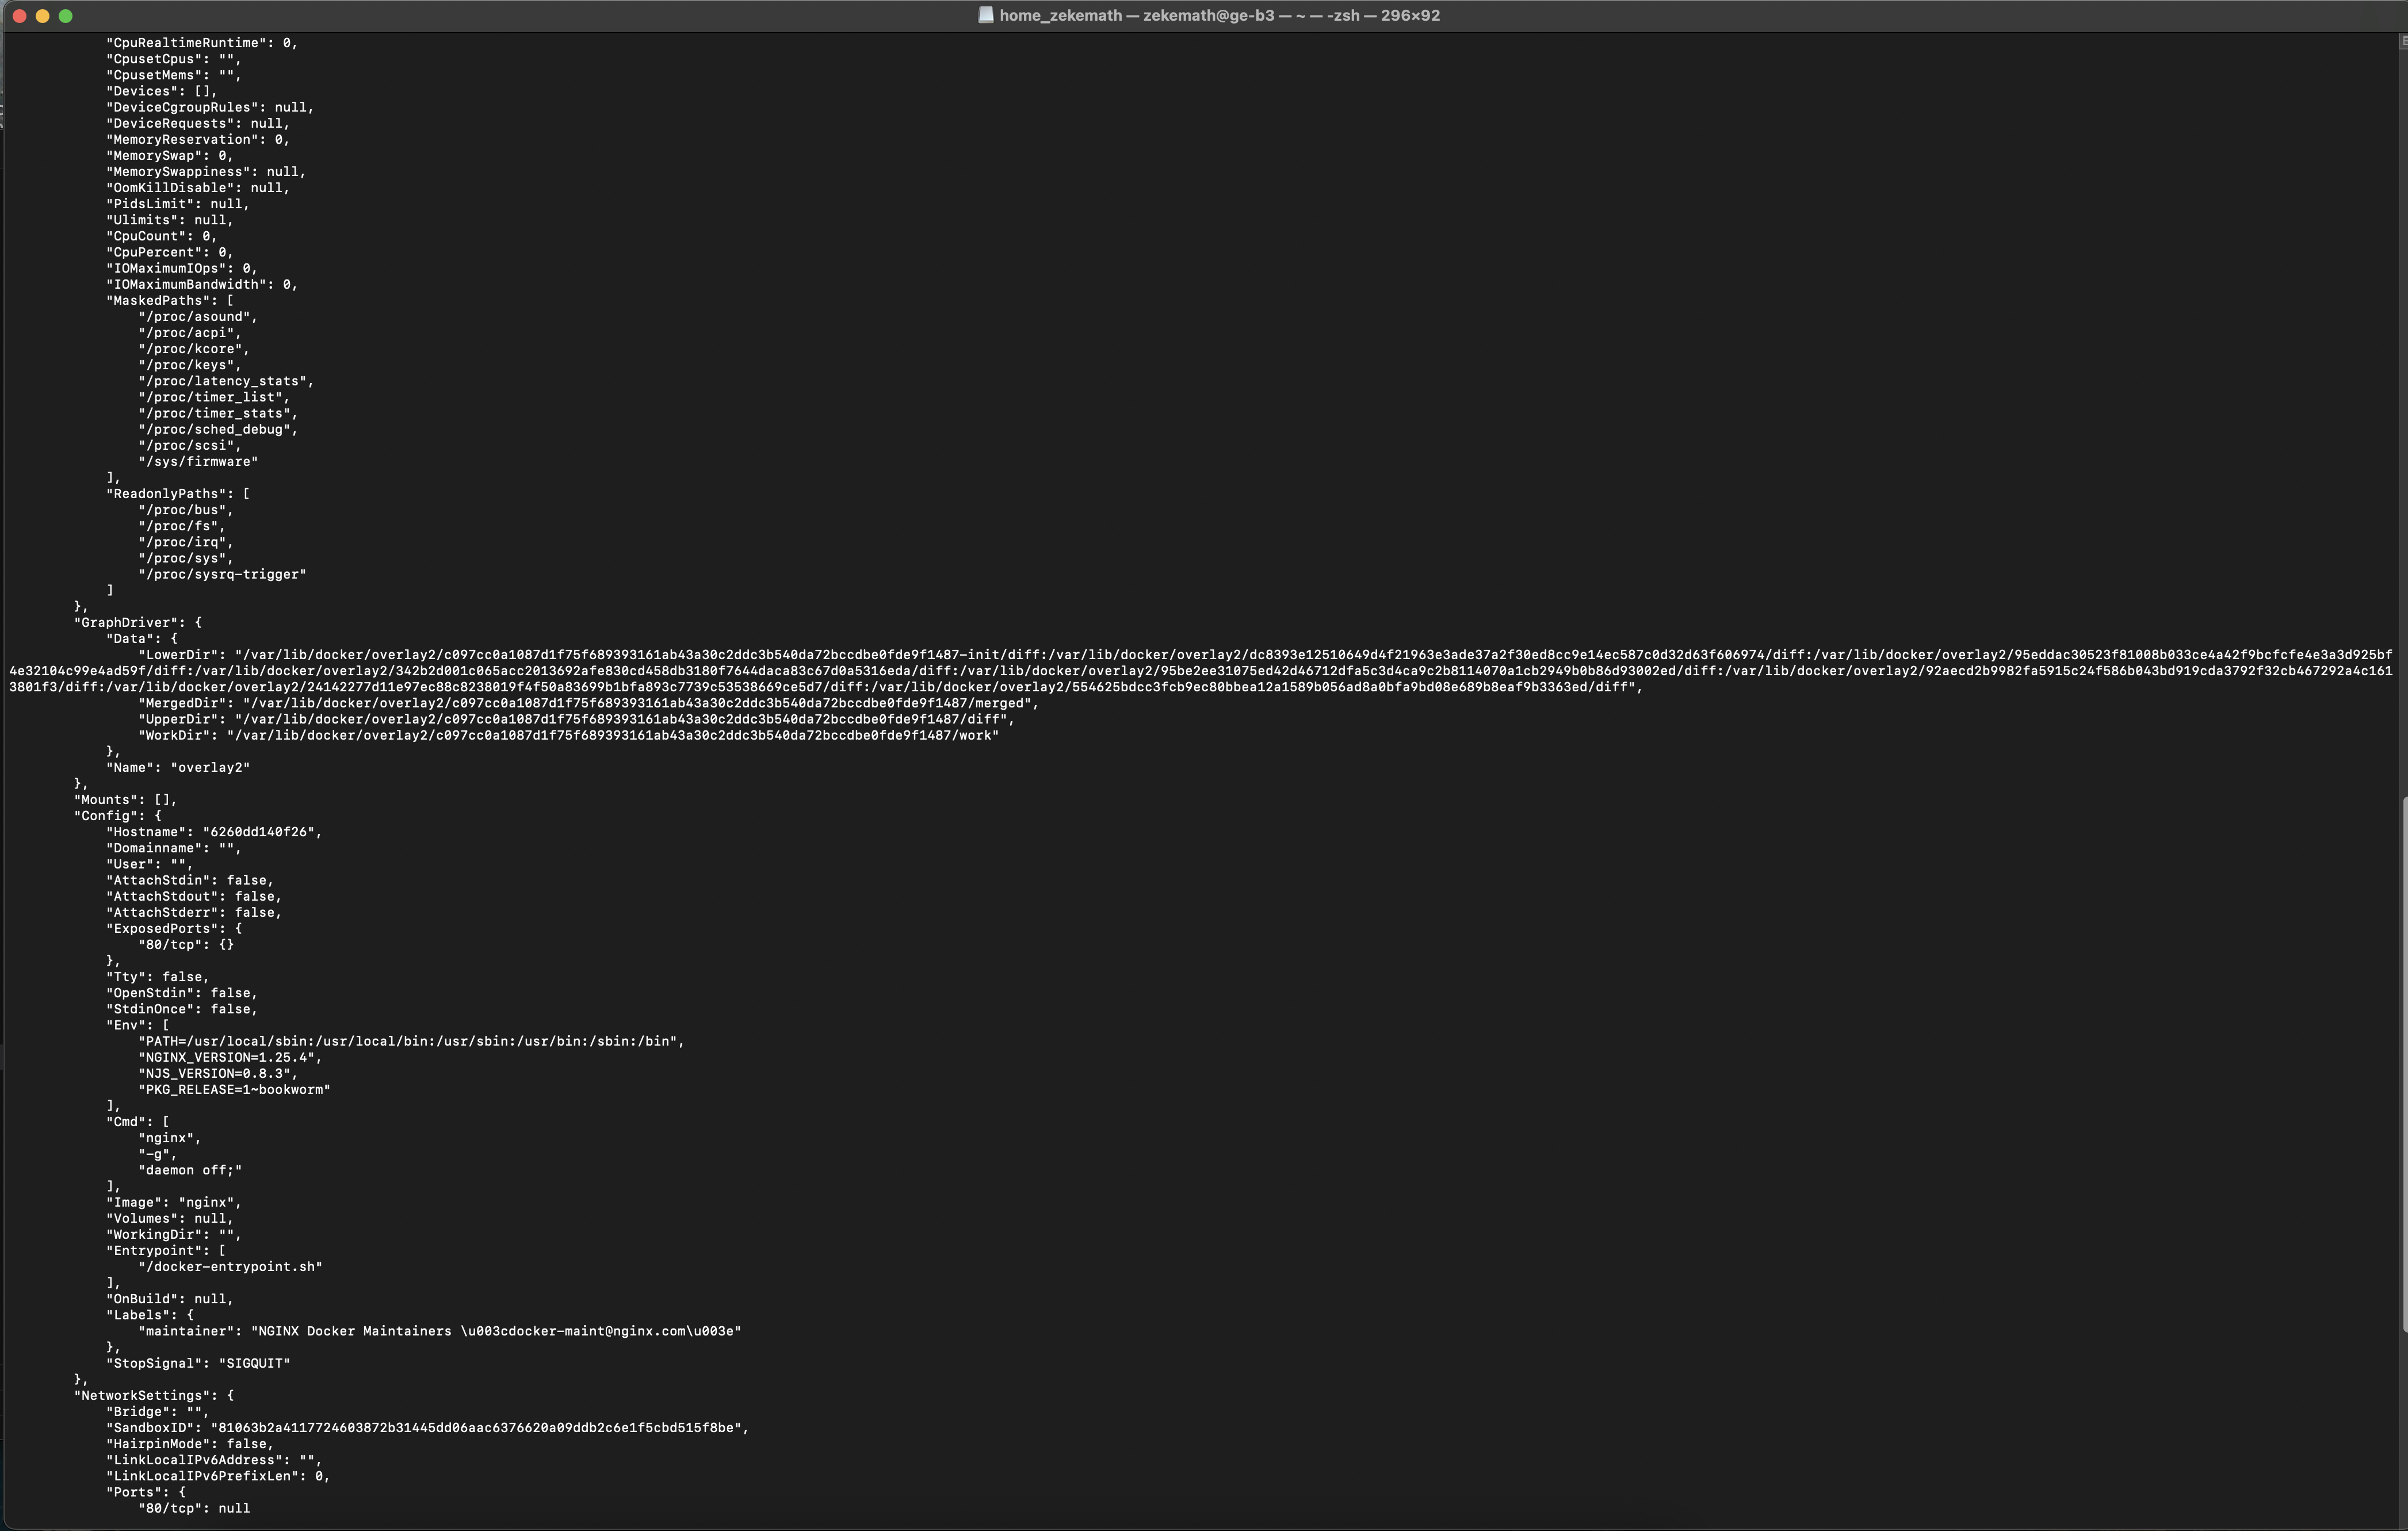 home_zekemath — zekemath@ge-b3 — ~ — -zsh — 296×92
"CpuRealtimeRuntime": 0,
"CpusetCpus": "",
"CpusetMems": "",
"Devices": [],
"DeviceCgroupRules": null,
"DeviceRequests": null,
"MemoryReservation": 0,
"MemorySwap": 0,
"MemorySwappiness": null,
"OomKillDisable": null,
"PidsLimit": null,
"Ulimits": null,
"CpuCount": 0,
"CpuPercent": 0,
"IOMaximumIOps": 0,
"IOMaximumBandwidth": 0,
"MaskedPaths": [
"/proc/asound",
"/proc/acpi",
"/proc/kcore",
"/proc/keys",
"/proc/latency_stats",
"/proc/timer_list",
"/proc/timer_stats",
"/proc/sched_debug",
"/proc/scsi",
"/sys/firmware"
],
"ReadonlyPaths": [
"/proc/bus",
"/proc/fs",
"/proc/irq",
"/proc/sys",
"/proc/sysrq-trigger"
]
},
"GraphDriver": {
"Data": {
"LowerDir": "/var/lib/docker/overlay2/c097cc0a1087d1f75f689393161ab43a30c2ddc3b540da72bccdbe0fde9f1487-init/diff:/var/lib/docker/overlay2/dc8393e12510649d4f21963e3ade37a2f30ed8cc9e14ec587c0d32d63f606974/diff:/var/lib/docker/overlay2/95eddac30523f81008b033ce4a42f9bcfcfe4e3a3d925bf
4e32104c99e4ad59f/diff:/var/lib/docker/overlay2/342b2d001c065acc2013692afe830cd458db3180f7644daca83c67d0a5316eda/diff:/var/lib/docker/overlay2/95be2ee31075ed42d46712dfa5c3d4ca9c2b8114070a1cb2949b0b86d93002ed/diff:/var/lib/docker/overlay2/92aecd2b9982fa5915c24f586b043bd919cda3792f32cb467292a4c161
3801f3/diff:/var/lib/docker/overlay2/24142277d11e97ec88c8238019f4f50a83699b1bfa893c7739c53538669ce5d7/diff:/var/lib/docker/overlay2/554625bdcc3fcb9ec80bbea12a1589b056ad8a0bfa9bd08e689b8eaf9b3363ed/diff",
"MergedDir": "/var/lib/docker/overlay2/c097cc0a1087d1f75f689393161ab43a30c2ddc3b540da72bccdbe0fde9f1487/merged",
"UpperDir": "/var/lib/docker/overlay2/c097cc0a1087d1f75f689393161ab43a30c2ddc3b540da72bccdbe0fde9f1487/diff",
"WorkDir": "/var/lib/docker/overlay2/c097cc0a1087d1f75f689393161ab43a30c2ddc3b540da72bccdbe0fde9f1487/work"
},
"Name": "overlay2"
},
"Mounts": [],
"Config": {
"Hostname": "6260dd140f26",
"Domainname": "",
"User": "",
"AttachStdin": false,
"AttachStdout": false,
"AttachStderr": false,
"ExposedPorts": {
"80/tcp": {}
},
"Tty": false,
"OpenStdin": false,
"StdinOnce": false,
"Env": [
"PATH=/usr/local/sbin:/usr/local/bin:/usr/sbin:/usr/bin:/sbin:/bin",
"NGINX_VERSION=1.25.4",
"NJS_VERSION=0.8.3",
"PKG_RELEASE=1~bookworm"
],
"Cmd": [
"nginx",
"-g",
"daemon off;"
],
"Image": "nginx",
"Volumes": null,
"WorkingDir": "",
"Entrypoint": [
"/docker-entrypoint.sh"
],
"OnBuild": null,
"Labels": {
"maintainer": "NGINX Docker Maintainers \u003cdocker-maint@nginx.com\u003e"
},
"StopSignal": "SIGQUIT"
},
"NetworkSettings": {
"Bridge": "",
"SandboxID": "81063b2a4117724603872b31445dd06aac6376620a09ddb2c6e1f5cbd515f8be",
"HairpinMode": false,
"LinkLocalIPv6Address": "",
"LinkLocalIPv6PrefixLen": 0,
"Ports": {
"80/tcp": null